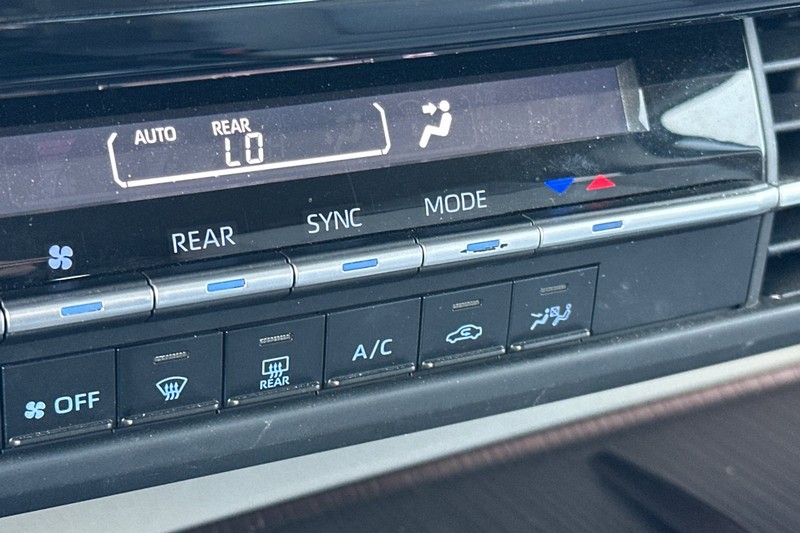 AUTO REAR
LO
REAR SYNC MODE
OFF REAR A/C